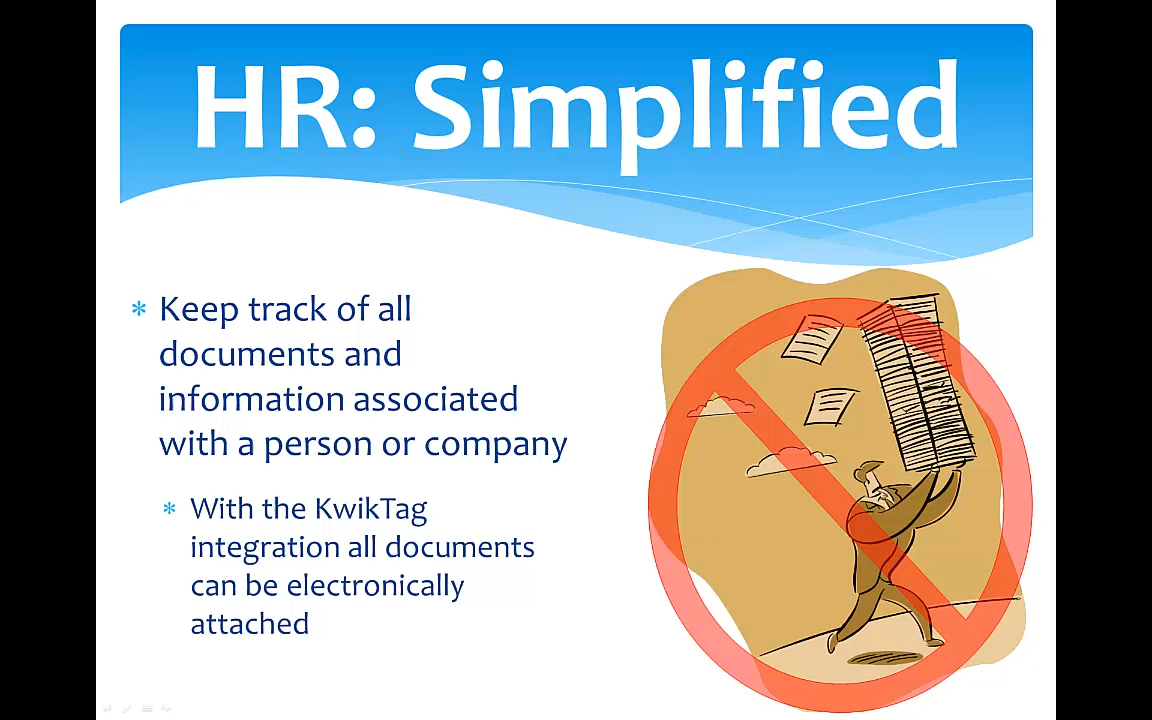 HR: Simplified
* Keep track of all
documents and
information associated
with a person or company
* With the KwikTag
integration all documents
can be electronically
attached